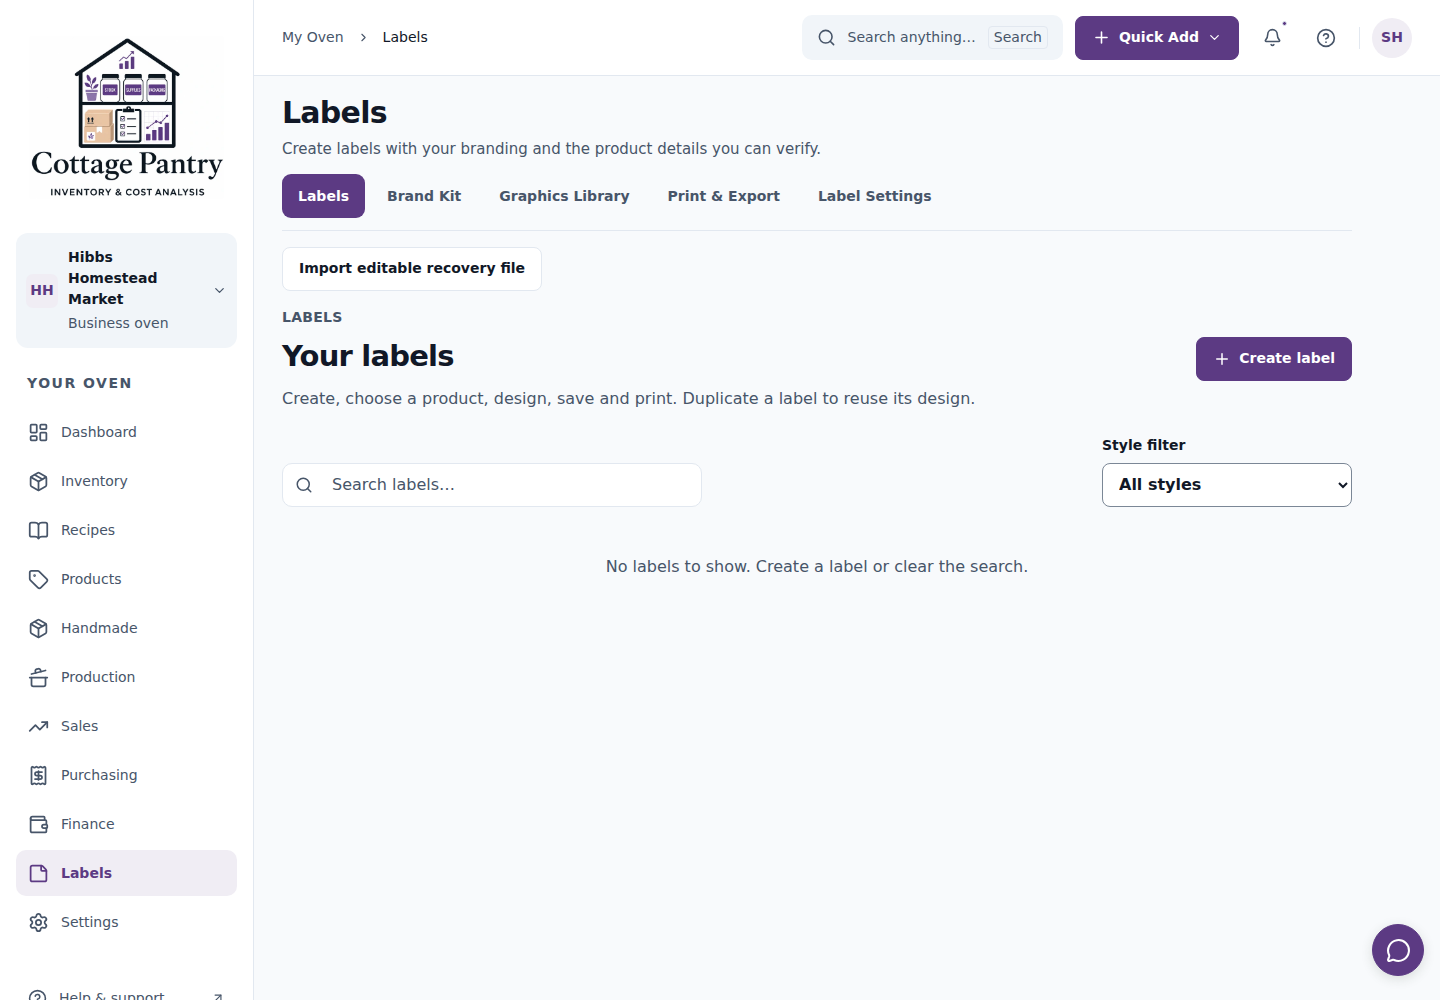 Cottage Pantry
INVENTORY & COST ANALYSIS
HH
Hibbs
Homestead
Market
Business oven
YOUR OVEN
Dashboard
Inventory
Recipes
Products
Handmade
Production
Sales
Purchasing
Finance
Labels
Settings
Help & support
My Oven
Labels
Search anything...
Search
Quick Add
SH
Labels
Create labels with your branding and the product details you can verify.
Labels
Brand Kit
Graphics Library
Print & Export
Label Settings
Import editable recovery file
LABELS
Your labels
Create label
Create, choose a product, design, save and print. Duplicate a label to reuse its design.
Style filter
Search labels...
All styles
No labels to show. Create a label or clear the search.